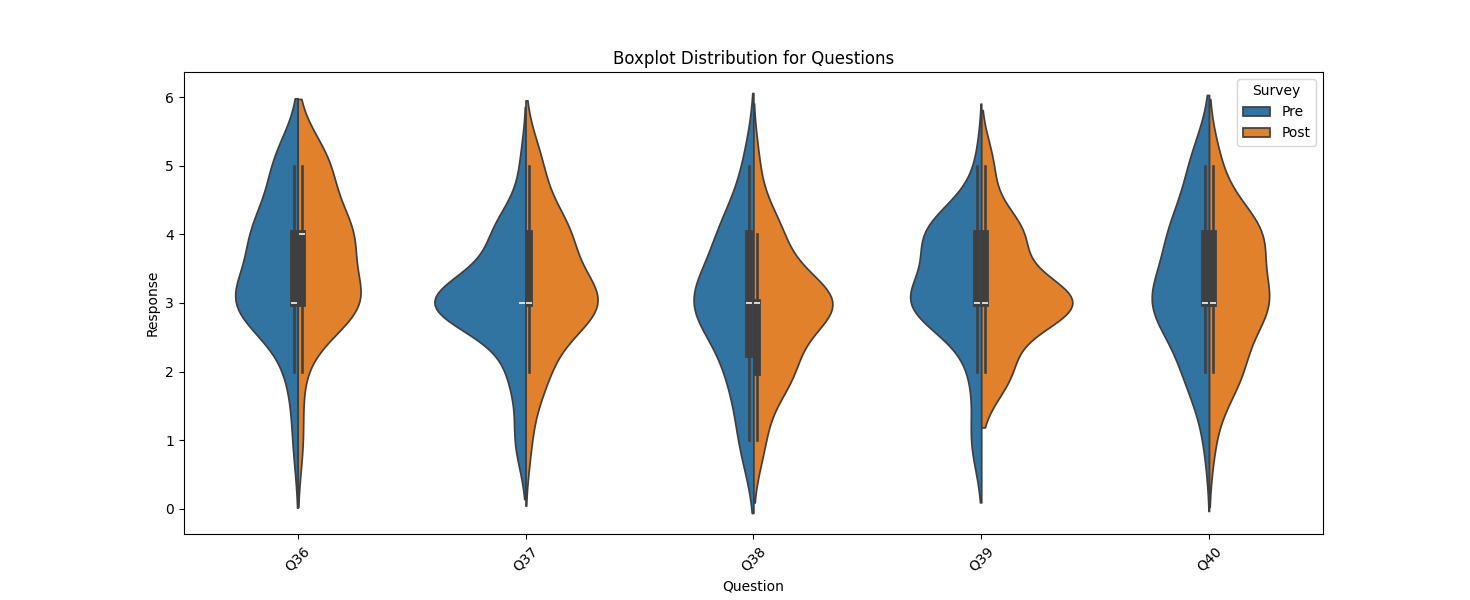 Boxplot Distribution for Questions
Survey
Pre
Post
Response
6
5
4
3
2
1
0
Q36
Q37
Q38
Q39
Q40
Question